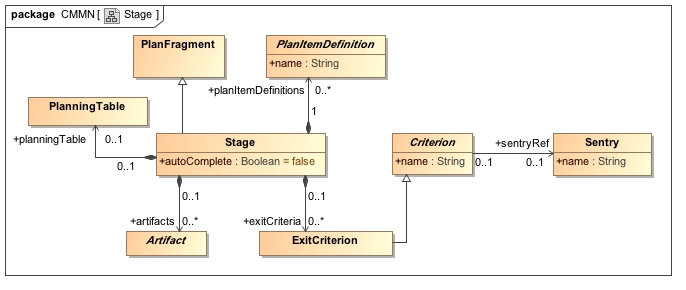 package CMMN [ Stage ]
PlanFragment
PlanItemDefinition
+name : String
+planItemDefinitions 0..*
PlanningTable
1
+planningTable 0..1
0..1
Stage
+autoComplete : Boolean = false
Criterion
+name : String
+sentryRef
0..1 0..1
Sentry
+name : String
0..1 0..1
+artifacts 0..* +exitCriteria 0..*
Artifact
ExitCriterion